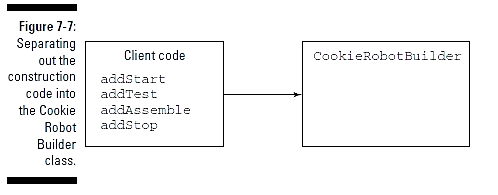 Figure 7-7:
Separating
out the
construction
code into
the Cookie
Robot
Builder
class.
Client code
addStart
addTest
addAssemble
addStop
CookieRobotBuilder